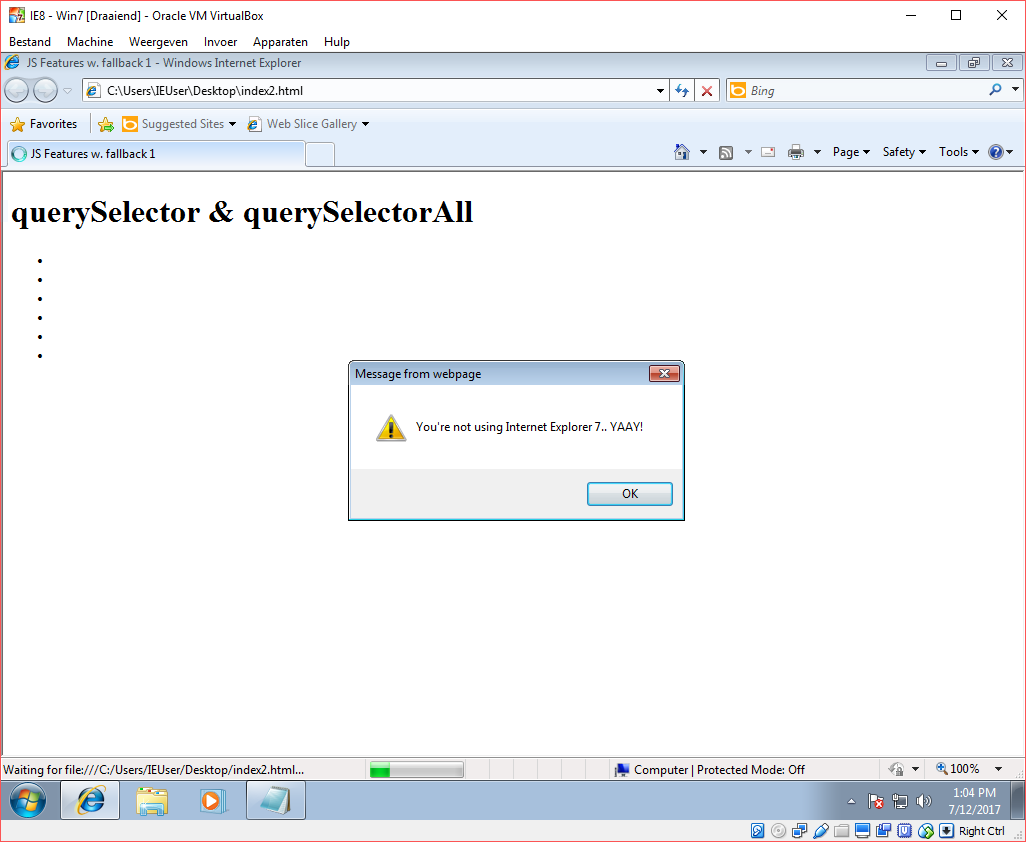 IE8 - Win7 [Draaiend] - Oracle VM VirtualBox
Bestand Machine Weergeven Invoer Apparaten Hulp
JS Features w. fallback 1 - Windows Internet Explorer
C:\Users\IEUser\Desktop\index2.html
Bing
Favorites Suggested Sites Web Slice Gallery
JS Features w. fallback 1
Page Safety Tools
querySelector & querySelectorAll
Message from webpage
You're not using Internet Explorer 7.. YAAY!
OK
Waiting for file:///C:/Users/IEUser/Desktop/index2.html...
Computer | Protected Mode: Off
100%
1:04 PM
7/12/2017
Right Ctrl